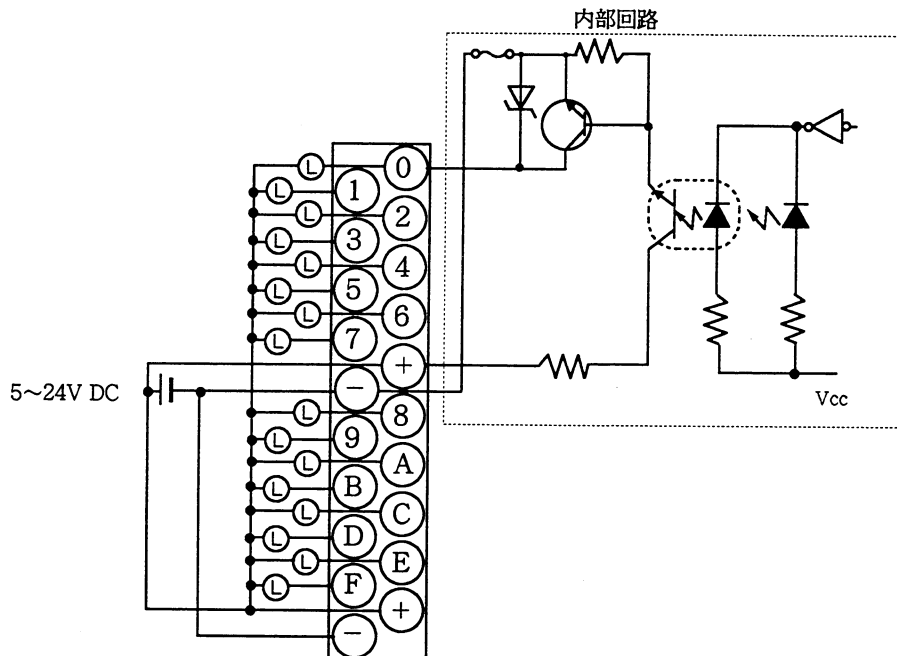 内部回路
L 0
L 1
L 2
L 3
L 4
L 5
L 6
L 7
+
5～24V DC
−
Vcc
L 8
L 9
L A
L B
L C
L D
L E
L F
+
−